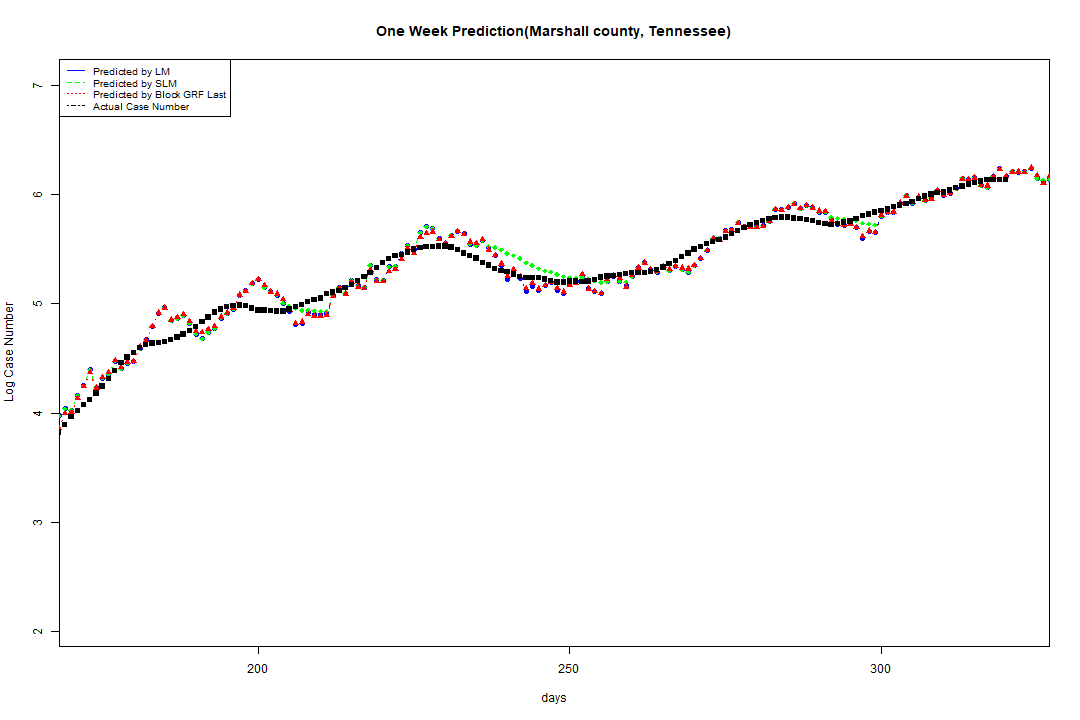 One Week Prediction(Marshall county, Tennessee)
Predicted by LM
Predicted by SLM
Predicted by Block GRF Last
Actual Case Number
7
6
5
4
3
2
Log Case Number
200
250
300
days